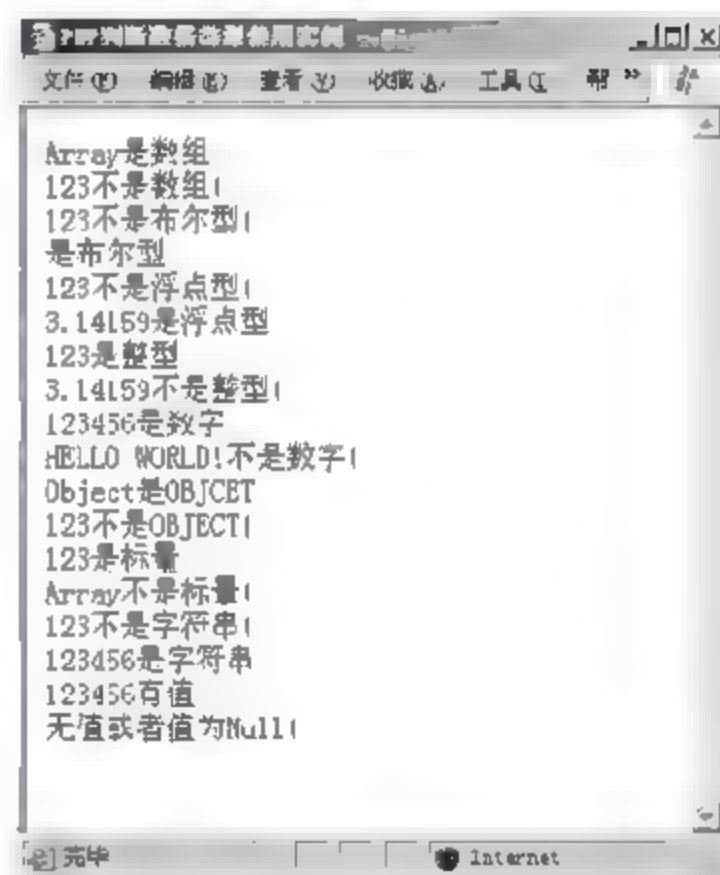 文件(F) 编辑(E) 查看(V) 收藏(A) 工具(T 帮 »
Array是数组
123不是数组!
123不是布尔型!
是布尔型
123不是浮点型!
3.14159是浮点型
123是整型
3.14159不是整型!
123456是数字
HELLO WORLD!不是数字!
Object是OBJCET
123不是OBJECT!
123是标量
Array不是标量!
123不是字符串!
123456是字符串
123456有值
无值或者值为Null!
完毕 Internet